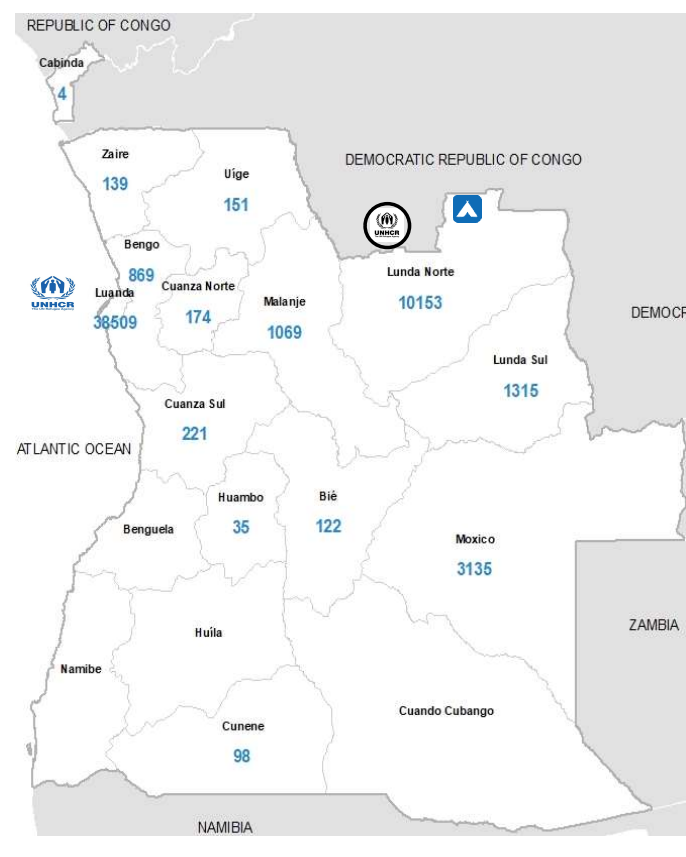 REPUBLIC OF CONGO
Cabinda
4
Zaire
139
Uíge
151
DEMOCRATIC REPUBLIC OF CONGO
UNHCR
Bengo
869
Lunda Norte
10153
UNHCR
Luanda
38509
Cuanza Norte
174
Malanje
1069
DEMOCR
Lunda Sul
1315
Cuanza Sul
221
ATLANTIC OCEAN
Huambo
35
Bié
122
Benguela
Moxico
3135
Huíla
ZAMBIA
Namibe
Cuando Cubango
Cunene
98
NAMIBIA